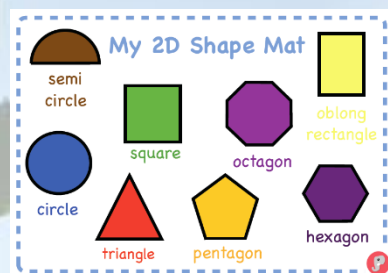 My 2D Shape Mat
semi
circle
oblong
rectangle
square
octagon
circle
hexagon
triangle
pentagon